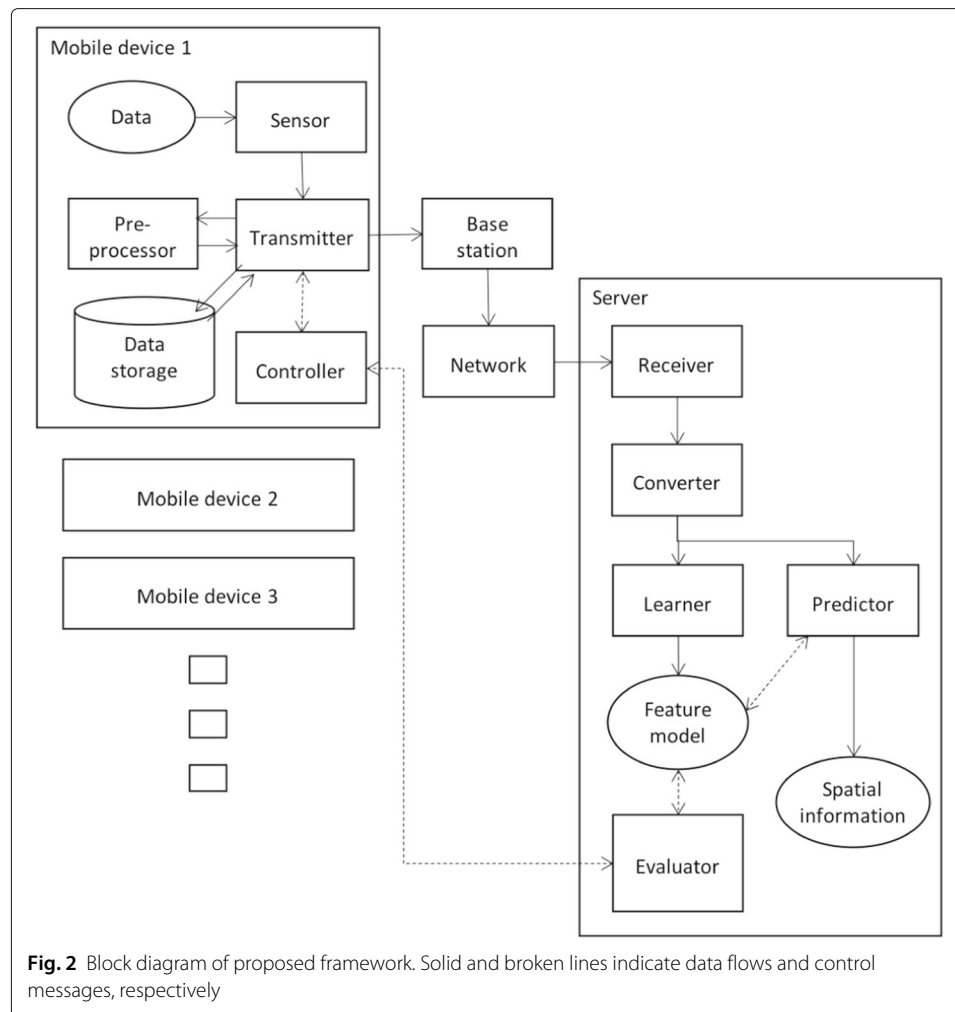 Mobile device 1
Data
Sensor
Pre-
processor
Transmitter
Base
station
Data
storage
Controller
Network
Server
Receiver
Converter
Learner
Predictor
Feature
model
Spatial
information
Evaluator
Mobile device 2
Mobile device 3
Fig. 2 Block diagram of proposed framework. Solid and broken lines indicate data flows and control
messages, respectively